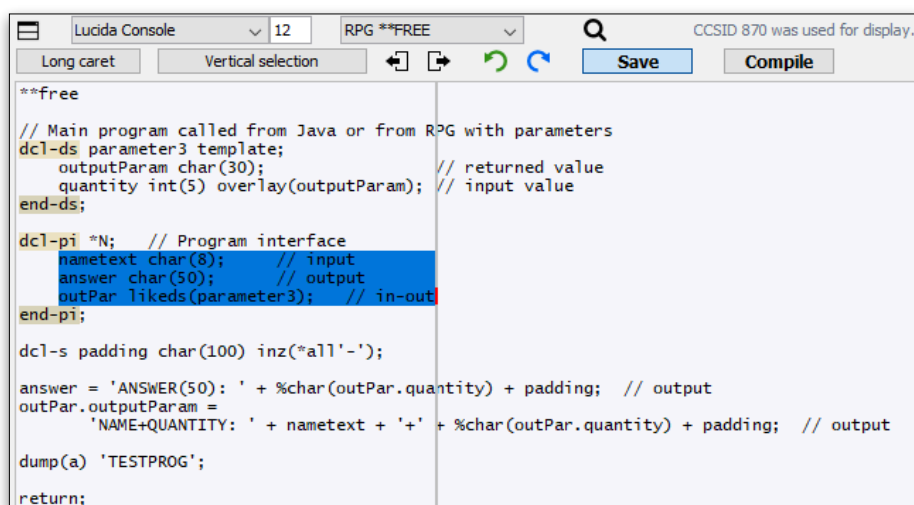 Lucida Console 12 RPG **FREE CCSID 870 was used for display.
Long caret Vertical selection Save Compile
**free
// Main program called from Java or from RPG with parameters
dcl-ds parameter3 template;
outputParam char(30); // returned value
quantity int(5) overlay(outputParam); // input value
end-ds;
dcl-pi *N; // Program interface
nametext char(8); // input
answer char(50); // output
outPar likeds(parameter3); // in-out
end-pi;
dcl-s padding char(100) inz(*all'-');
answer = 'ANSWER(50): ' + %char(outPar.quantity) + padding; // output
outPar.outputParam =
'NAME+QUANTITY: ' + nametext + '+' + %char(outPar.quantity) + padding; // output
dump(a) 'TESTPROG';
return;